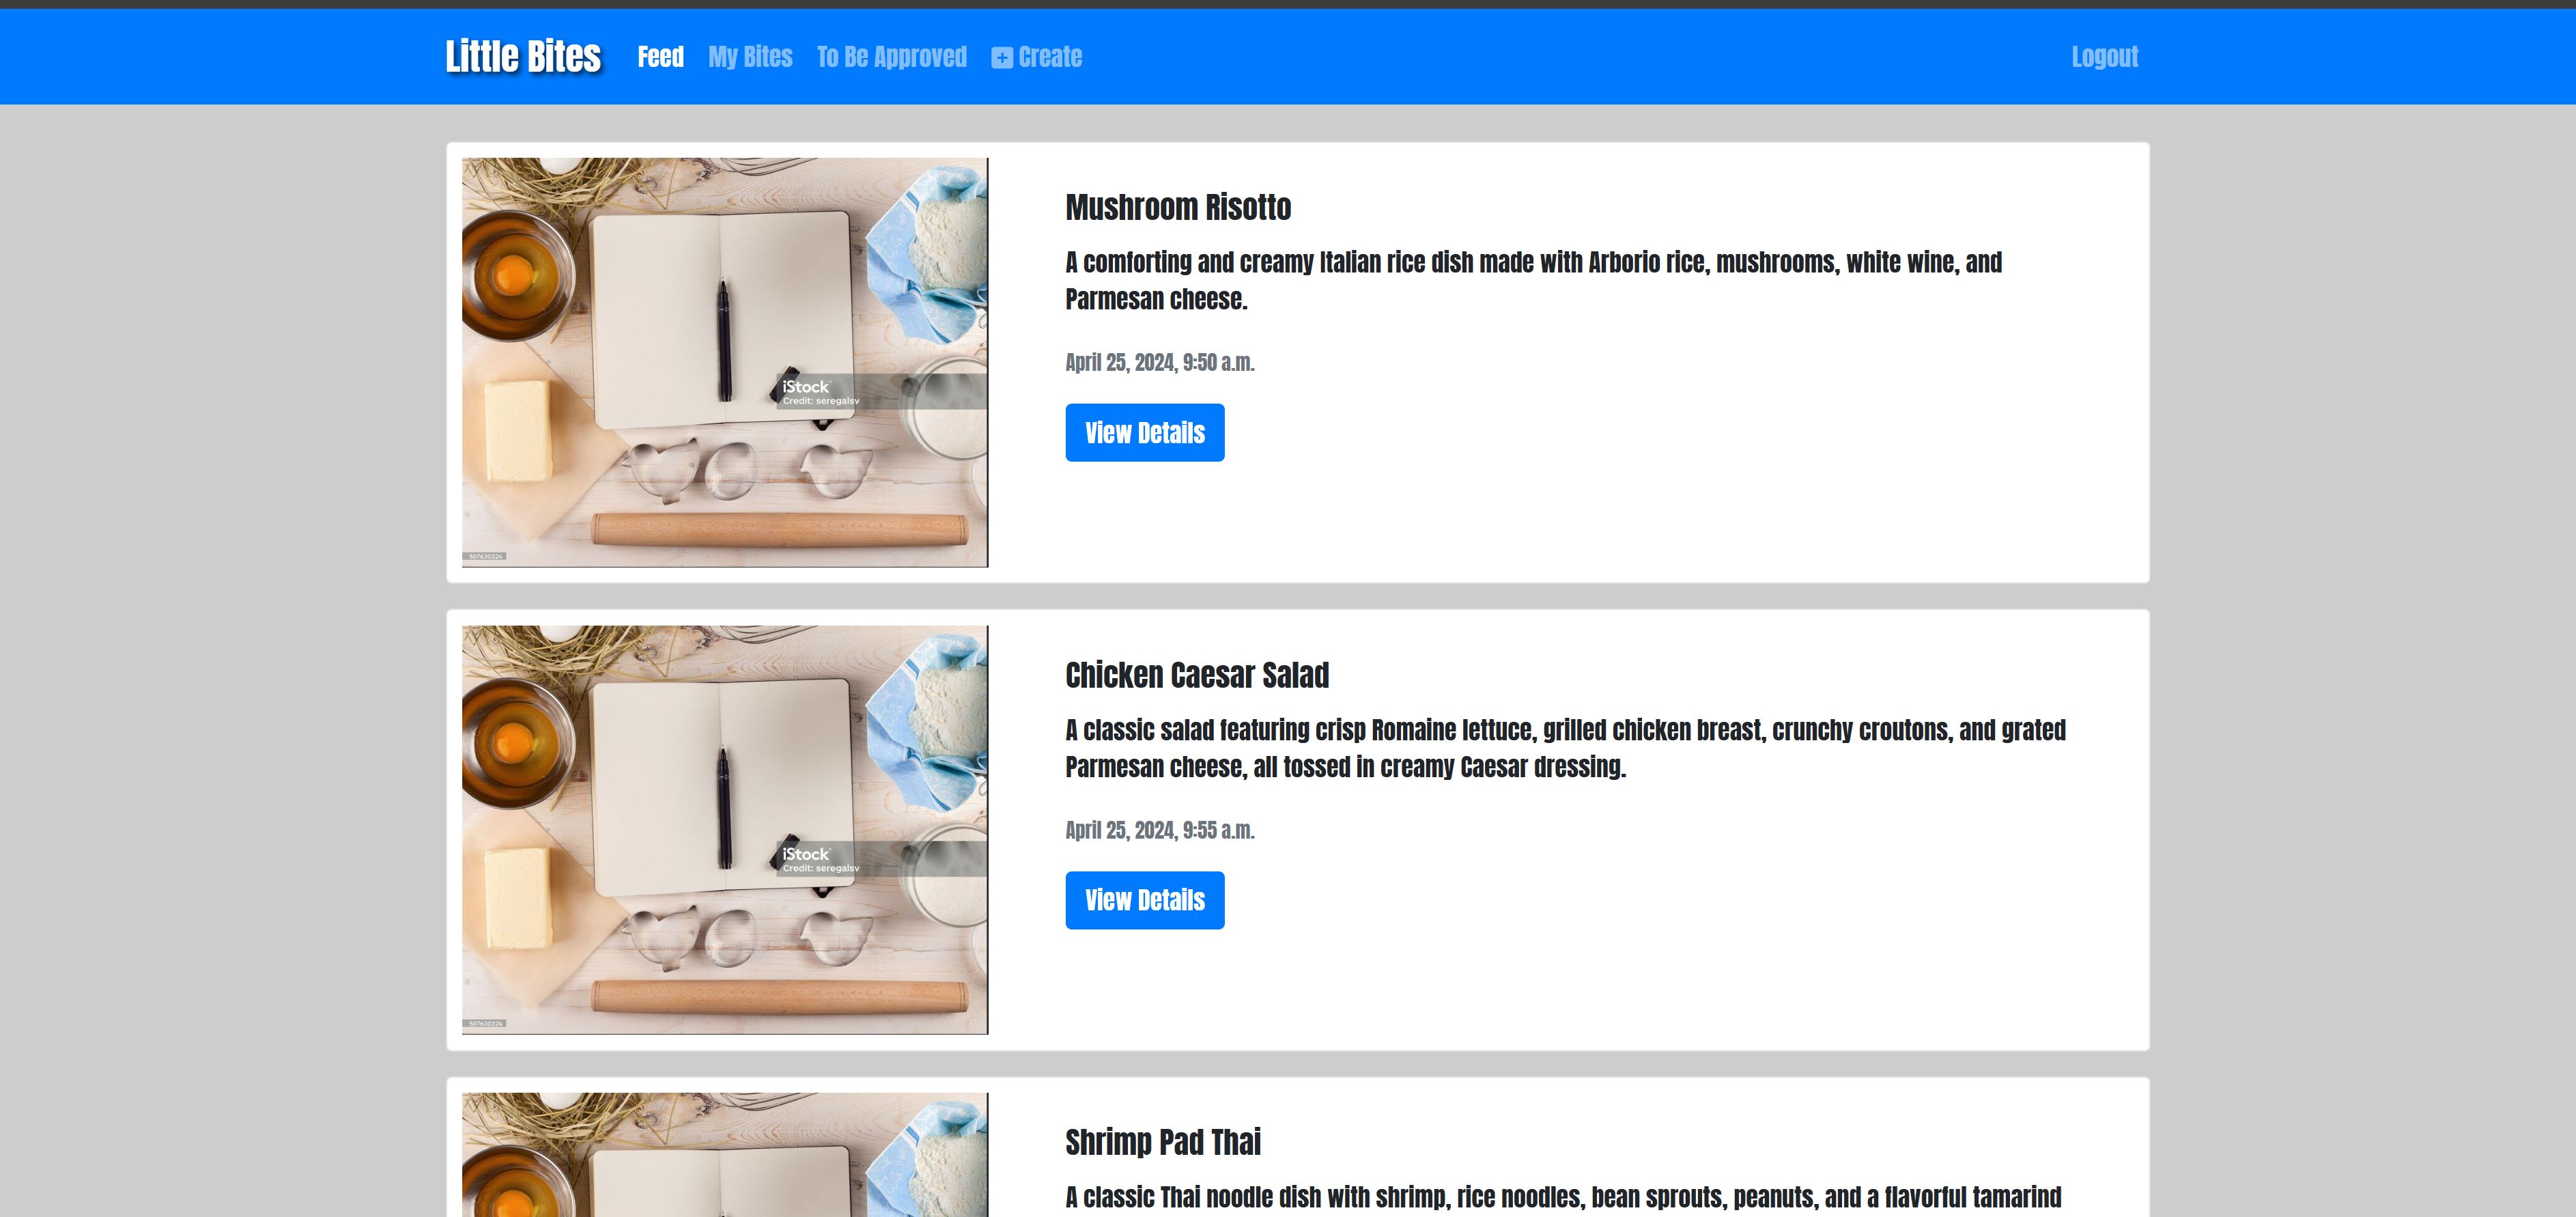 Little Bites
Feed
My Bites
To Be Approved
Create
Logout
Mushroom Risotto
A comforting and creamy Italian rice dish made with Arborio rice, mushrooms, white wine, and
Parmesan cheese.
April 25, 2024, 9:50 a.m.
View Details
iStock
Credit: seregalsv
507630324
Chicken Caesar Salad
A classic salad featuring crisp Romaine lettuce, grilled chicken breast, crunchy croutons, and grated
Parmesan cheese, all tossed in creamy Caesar dressing.
April 25, 2024, 9:55 a.m.
View Details
iStock
Credit: seregalsv
507630324
Shrimp Pad Thai
A classic Thai noodle dish with shrimp, rice noodles, bean sprouts, peanuts, and a flavorful tamarind